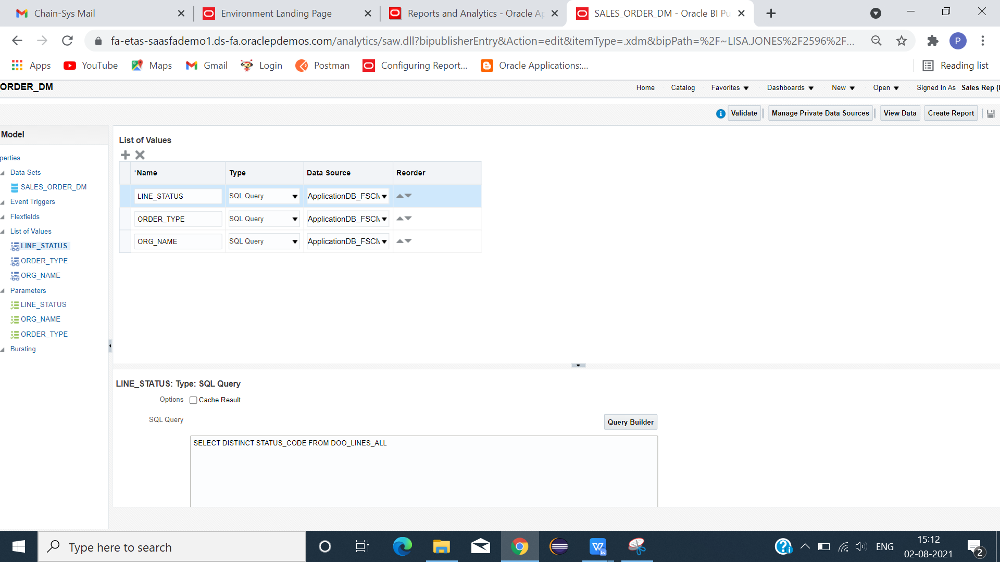 Chain-Sys Mail
Environment Landing Page
Reports and Analytics - Oracle Ap
SALES_ORDER_DM - Oracle BI Pu
fa-etas-saasfademo1.ds-fa.oraclepdemos.com/analytics/saw.dll?bipublisherEntry&Action=edit&itemType=.xdm&bipPath=%2F~LISA.JONES%2F2596%2F...
P
Apps
YouTube
Maps
Gmail
Login
Postman
Configuring Report...
Oracle Applications:...
Reading list
ORDER_DM
Home
Catalog
Favorites
Dashboards
New
Open
Signed In As
Sales Rep (
Validate
Manage Private Data Sources
View Data
Create Report
Model
perties
Data Sets
SALES_ORDER_DM
Event Triggers
Flexfields
List of Values
LINE_STATUS
ORDER_TYPE
ORG_NAME
Parameters
LINE_STATUS
ORG_NAME
ORDER_TYPE
Bursting
List of Values
*Name Type Data Source Reorder
LINE_STATUS SQL Query ApplicationDB_FSCM
ORDER_TYPE SQL Query ApplicationDB_FSCM
ORG_NAME SQL Query ApplicationDB_FSCM
LINE_STATUS: Type: SQL Query
Options Cache Result
SQL Query
Query Builder
SELECT DISTINCT STATUS_CODE FROM DOO_LINES_ALL
Type here to search
ENG
15:12
02-08-2021
2